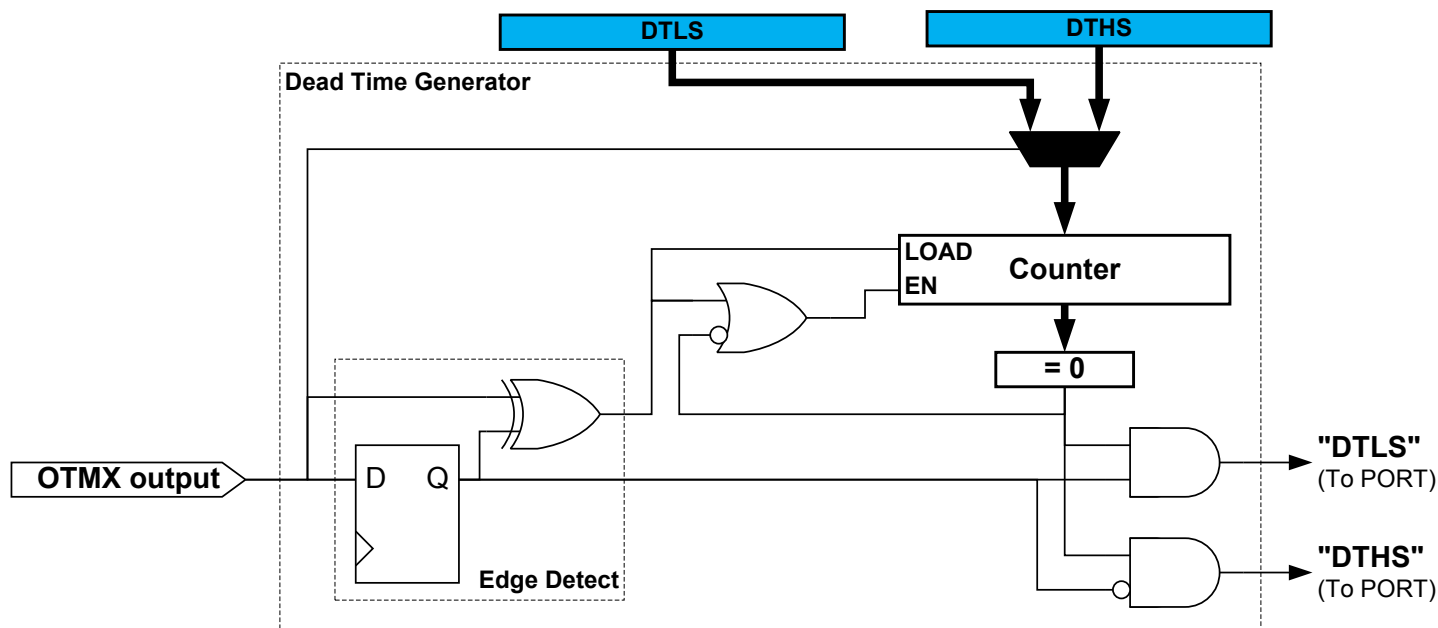 DTLS
DTHS
Dead Time Generator
LOAD
Counter
EN
= 0
OTMX output
D
Q
Edge Detect
"DTLS"
(To PORT)
"DTHS"
(To PORT)